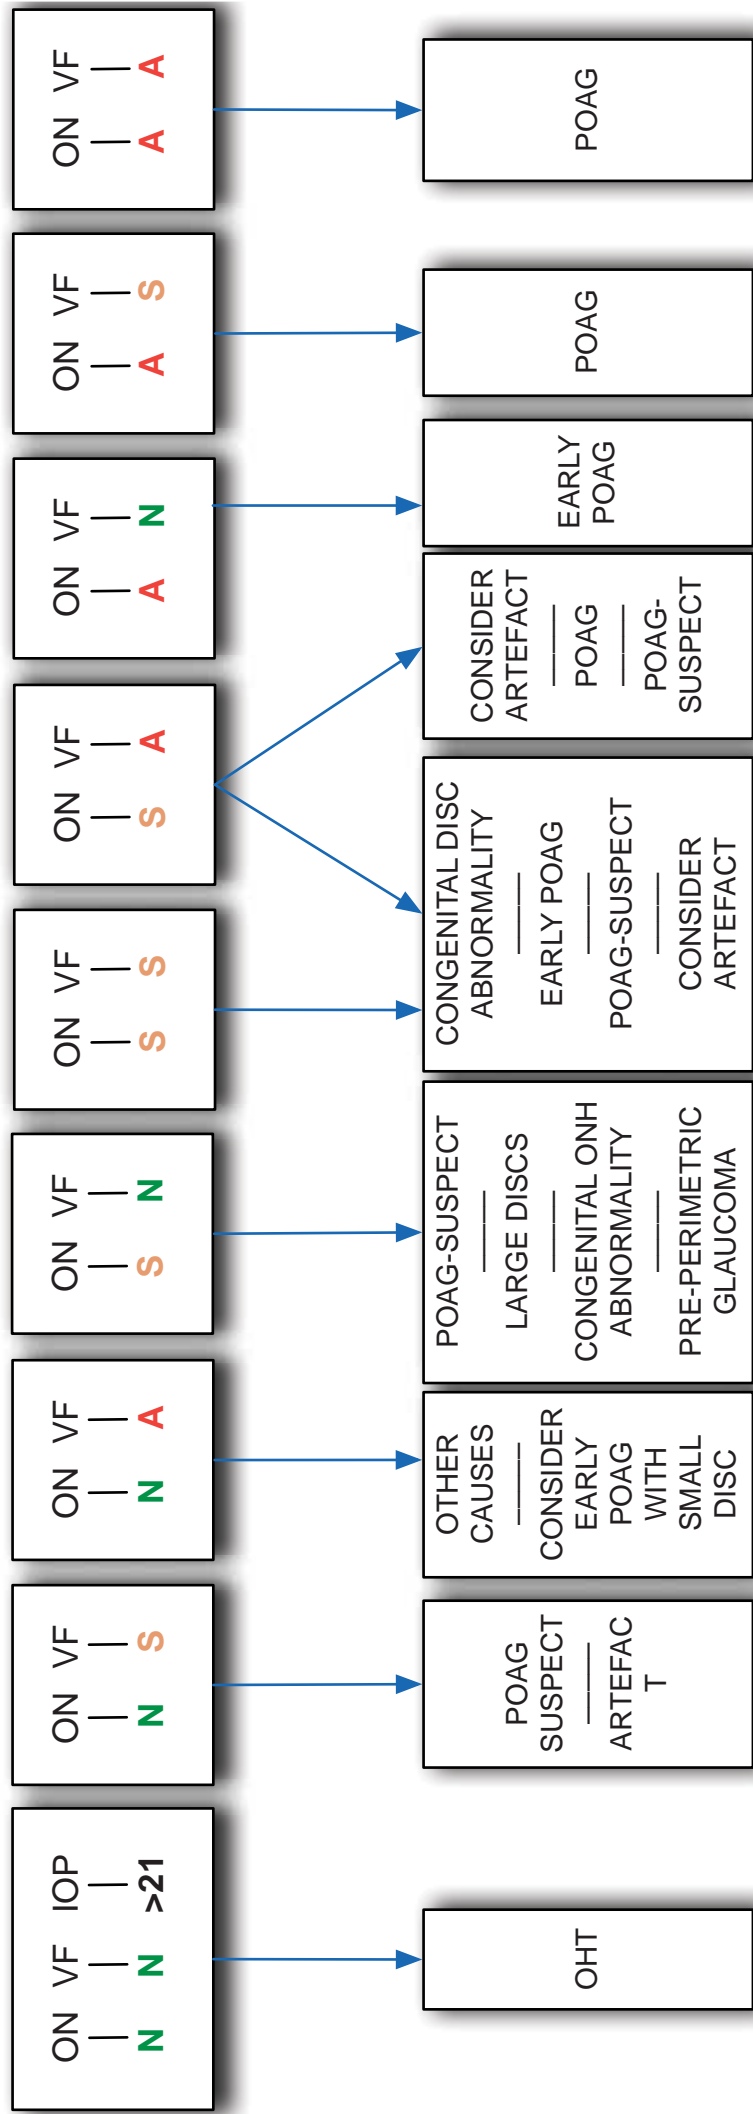 ON VF IOP
N N >21
OHT
ON VF
N S
POAG
SUSPECT
ARTEFAC
T
ON VF
N A
OTHER
CAUSES
CONSIDER
EARLY
POAG
WITH
SMALL
DISC
ON VF
S N
POAG-SUSPECT
LARGE DISCS
CONGENITAL ONH
ABNORMALITY
PRE-PERIMETRIC
GLAUCOMA
ON VF
S S
CONGENITAL DISC
ABNORMALITY
EARLY POAG
POAG-SUSPECT
CONSIDER
ARTEFACT
ON VF
S A
CONSIDER
ARTEFACT
POAG
POAG-
SUSPECT
ON VF
A N
EARLY
POAG
ON VF
A S
POAG
ON VF
A A
POAG